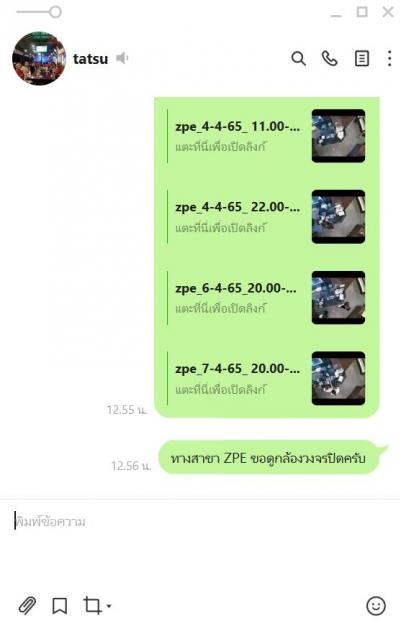 tatsu
zpe_4-4-65_ 11.00-...
แตะที่นี่เพื่อเปิดลิงก์
zpe_4-4-65_ 22.00-...
แตะที่นี่เพื่อเปิดลิงก์
zpe_6-4-65_20.00-...
แตะที่นี่เพื่อเปิดลิงก์
zpe_7-4-65_ 20.00-...
แตะที่นี่เพื่อเปิดลิงก์
12.55 น.
ทางสาขา ZPE ขอดูกล้องวงจรปิดครับ
12.56 น.
พิมพ์ข้อความ